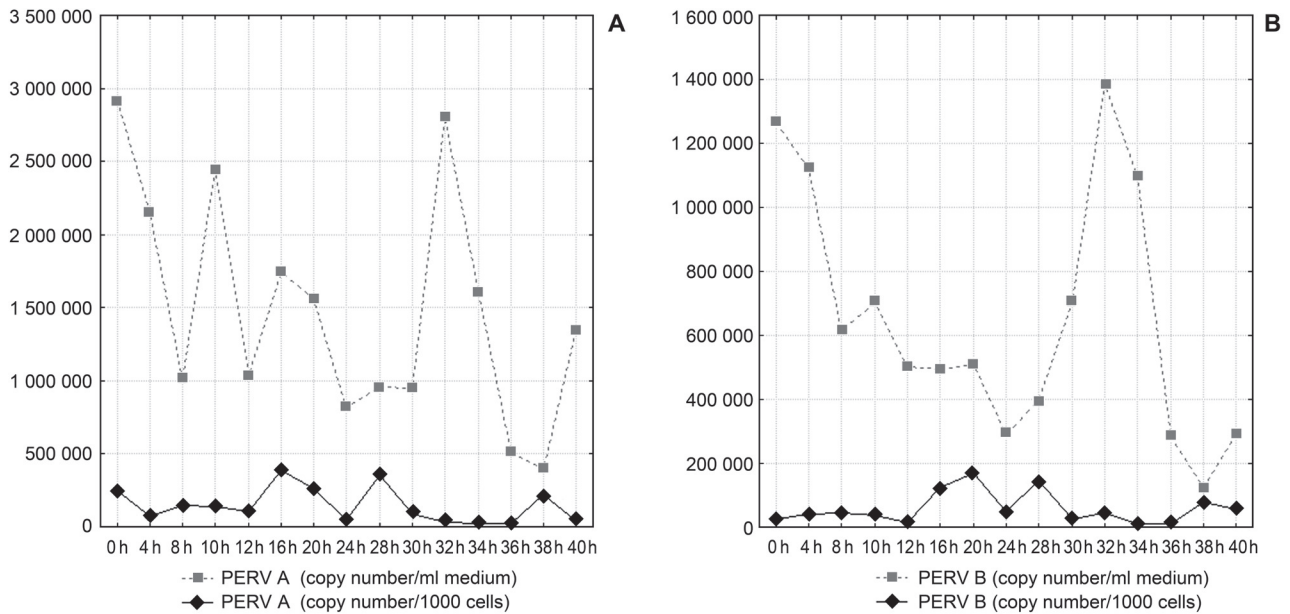 A
3 500 000
3 000 000
2 500 000
2 000 000
1 500 000
1 000 000
500 000
0
0 h 4 h 8 h 10 h 12 h 16 h 20 h 24 h 28 h 30 h 32 h 34 h 36 h 38 h 40 h
PERV A (copy number/ml medium)
PERV A (copy number/1000 cells)
B
1 600 000
1 400 000
1 200 000
1 000 000
800 000
600 000
400 000
200 000
0
0 h 4 h 8 h 10 h 12 h 16 h 20 h 24 h 28 h 30 h 32 h 34 h 36 h 38 h 40 h
PERV B (copy number/ml medium)
PERV B (copy number/1000 cells)